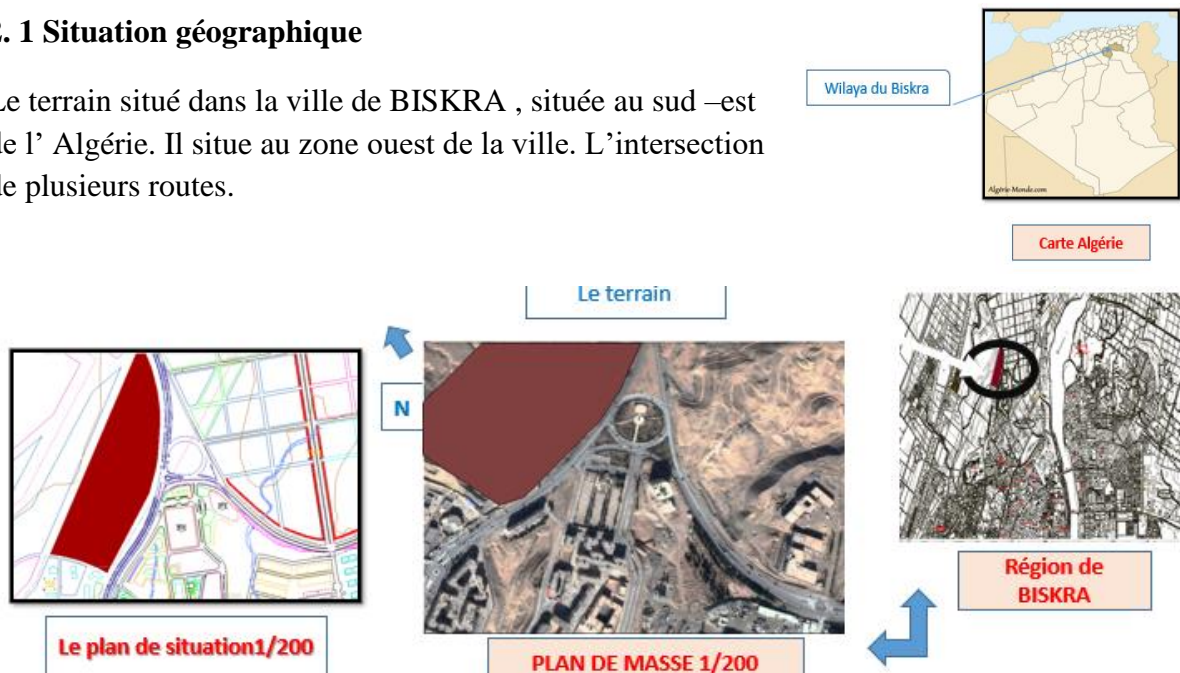 . 1 Situation géographique
Le terrain situé dans la ville de BISKRA , située au sud –est
de l’ Algérie. Il situe au zone ouest de la ville. L’intersection
de plusieurs routes.
Wilaya du Biskra
Algérie-Monde.com
Carte Algérie
Le terrain
N
Région de
BISKRA
Le plan de situation1/200
PLAN DE MASSE 1/200